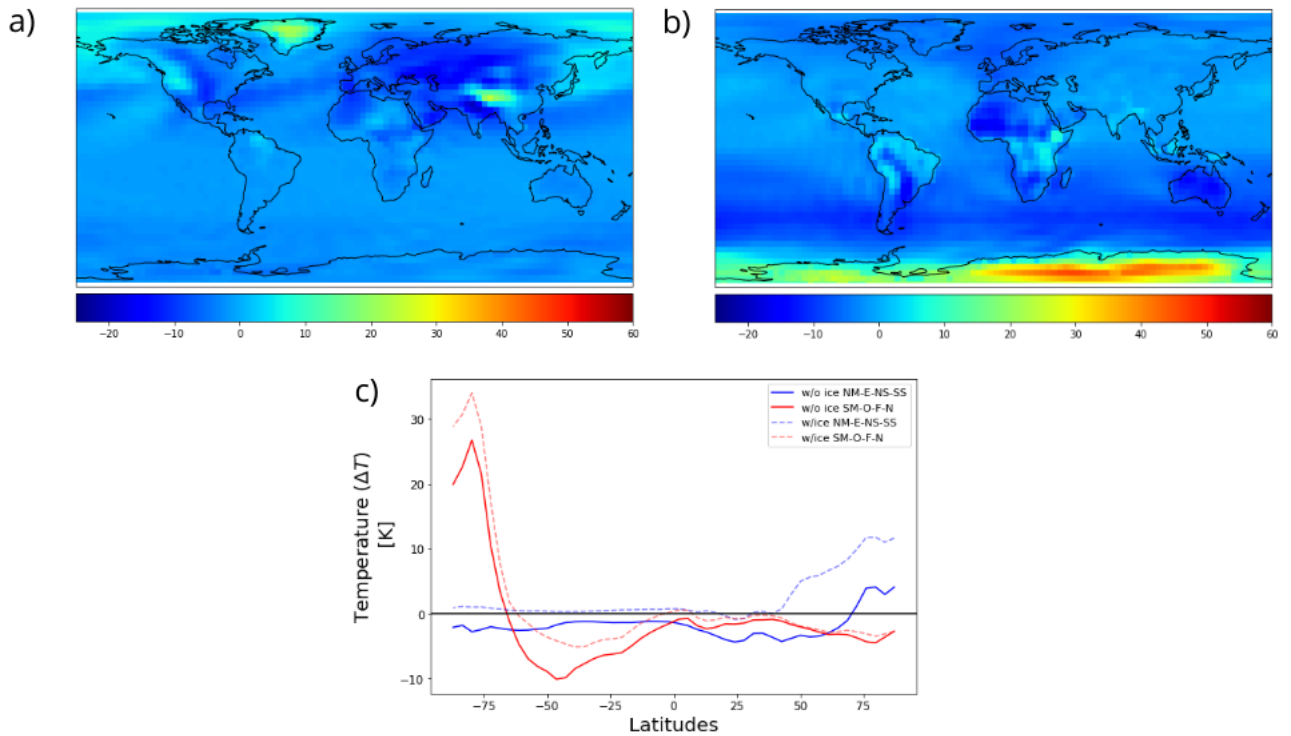 a)
b)
−20 −10 0 10 20 30 40 50 60
−20 −10 0 10 20 30 40 50 60
c)
w/o ice NM-E-NS-SS
w/o ice SM-O-F-N
w/ice NM-E-NS-SS
w/ice SM-O-F-N
Temperature (ΔT)
[K]
30
20
10
0
−10
−75 −50 −25 0 25 50 75
Latitudes